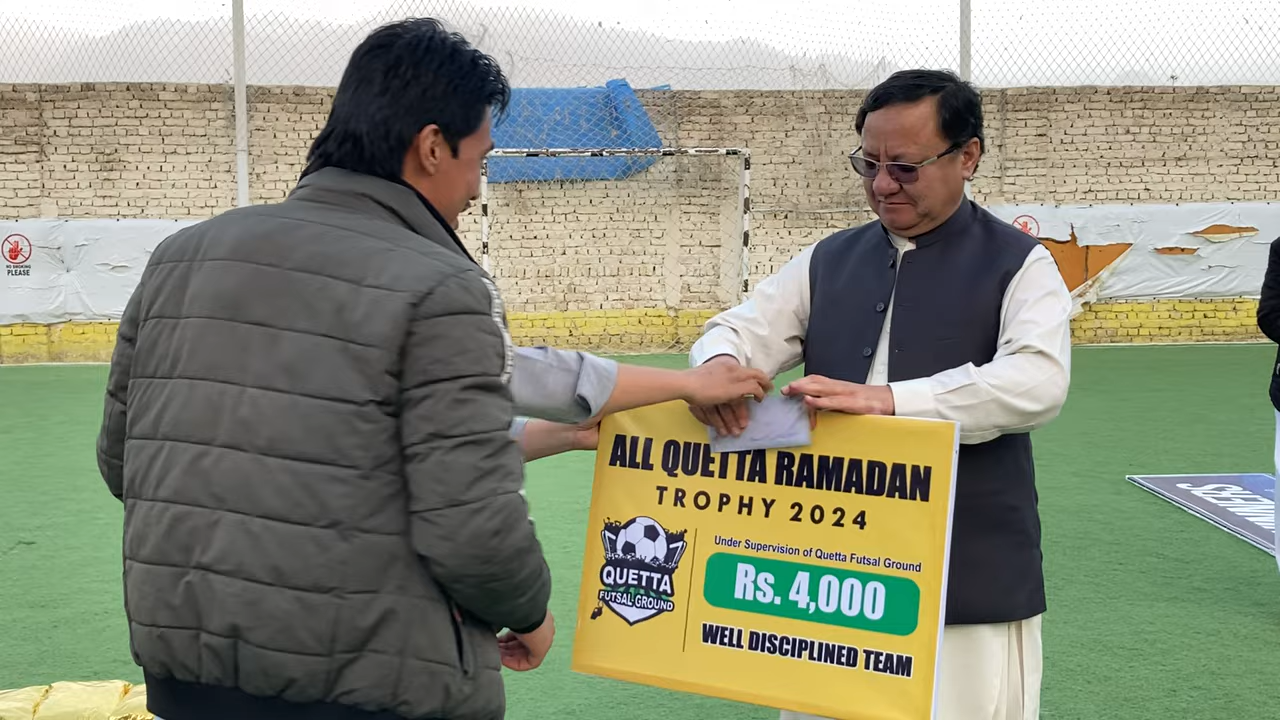 NO SMOKING
PLEASE
ALL QUETTA RAMADAN
TROPHY 2024
QUETTA
FUTSAL GROUND
Under Supervision of Quetta Futsal Ground
Rs. 4,000
WELL DISCIPLINED TEAM